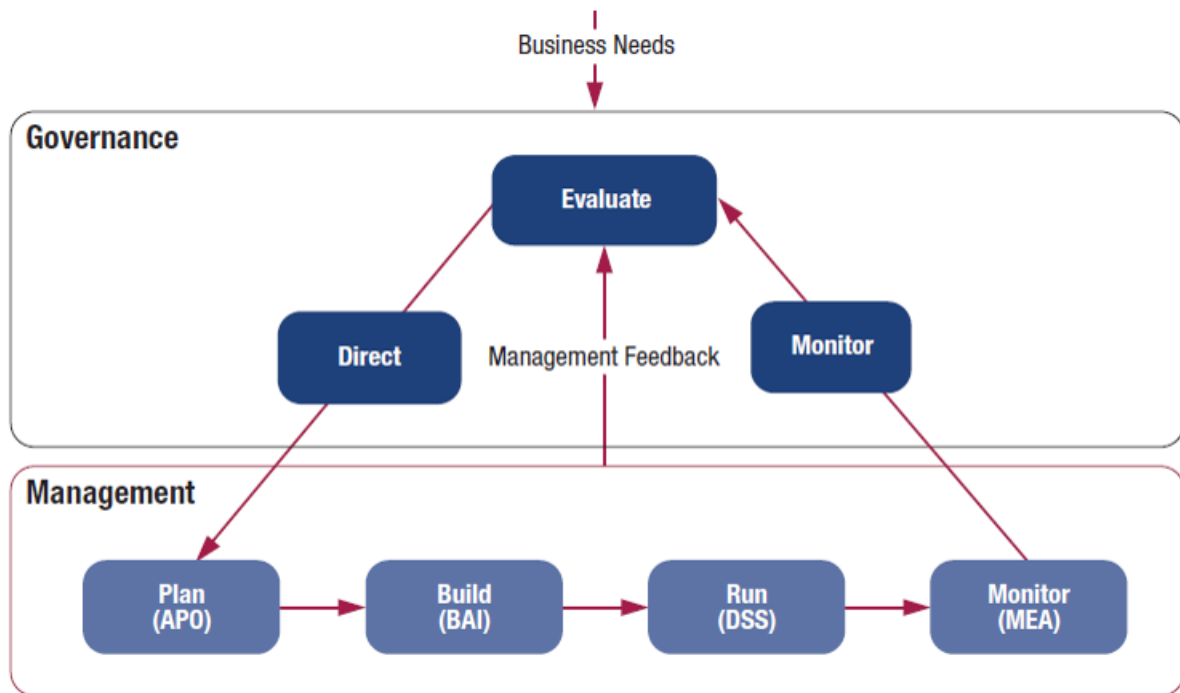 Business Needs
Governance
Evaluate
Direct
Management Feedback
Monitor
Management
Plan
(APO)
Build
(BAI)
Run
(DSS)
Monitor
(MEA)